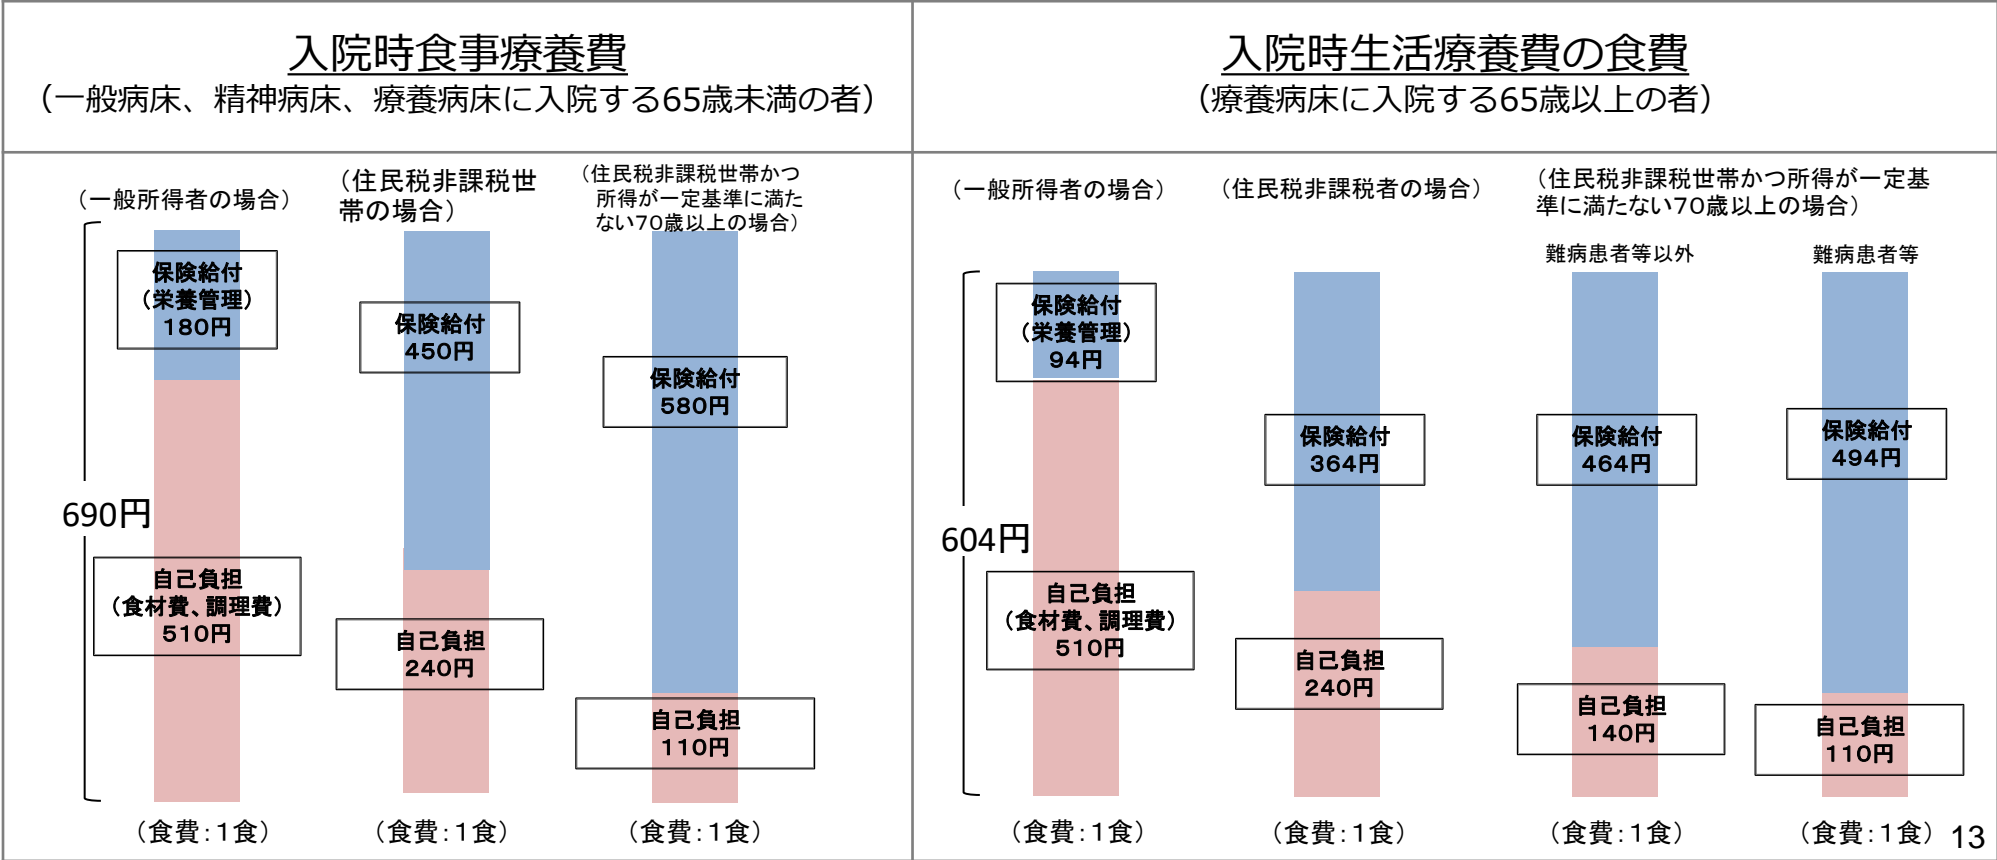 入院時食事療養費
（一般病床、精神病床、療養病床に入院する65歳未満の者）
（一般所得者の場合）
（住民税非課税世
帯の場合）
（住民税非課税世帯かつ
所得が一定基準に満た
ない70歳以上の場合）
保険給付
（栄養管理）
180円
保険給付
450円
保険給付
580円
690円
自己負担
（食材費、調理費）
510円
自己負担
240円
自己負担
110円
（食費：1食）
（食費：1食）
（食費：1食）
入院時生活療養費の食費
（療養病床に入院する65歳以上の者）
（一般所得者の場合）
（住民税非課税者の場合）
（住民税非課税世帯かつ所得が一定基
準に満たない70歳以上の場合）
難病患者等以外
難病患者等
保険給付
（栄養管理）
94円
保険給付
364円
保険給付
464円
保険給付
494円
604円
自己負担
（食材費、調理費）
510円
自己負担
240円
自己負担
140円
自己負担
110円
（食費：1食）
（食費：1食）
（食費：1食）
（食費：1食）
13